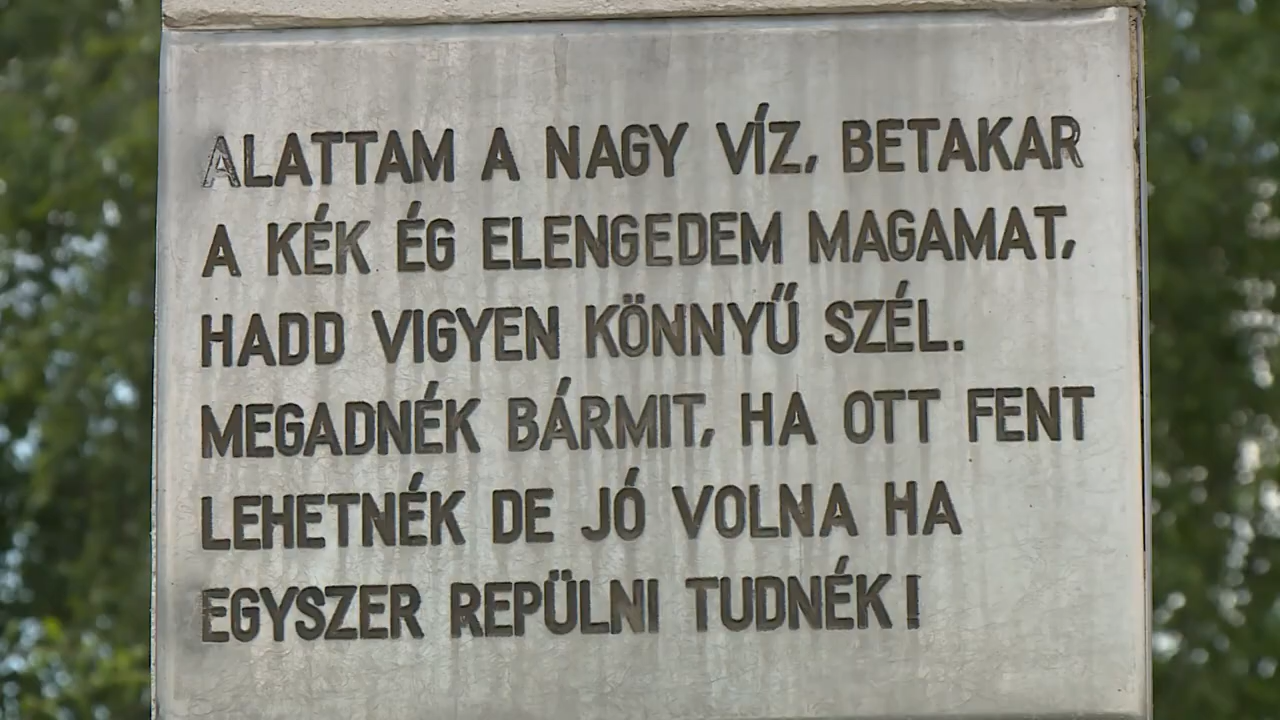 ALATTAM A NAGY VÍZ, BETAKAR
A KÉK ÉG ELENGEDEM MAGAMAT,
HADD VIGYEN KÖNNYŰ SZÉL.
MEGADNÉK BÁRMIT, HA OTT FENT
LEHETNÉK DE JÓ VOLNA HA
EGYSZER REPÜLNI TUDNÉK!